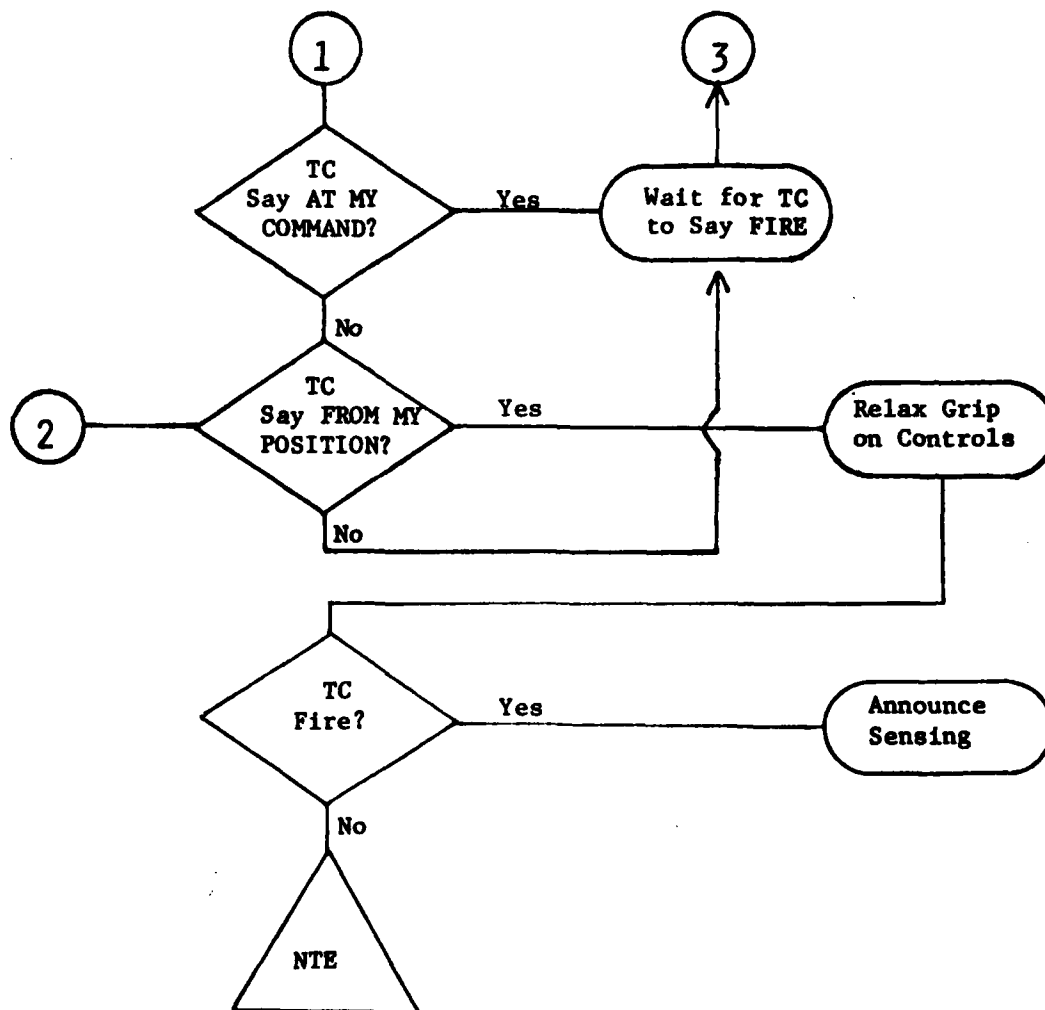 1
3
TC
Say AT MY
COMMAND?
Yes
Wait for TC
to Say FIRE
No
2
TC
Say FROM MY
POSITION?
Yes
Relax Grip
on Controls
No
TC
Fire?
Yes
Announce
Sensing
No
NTE